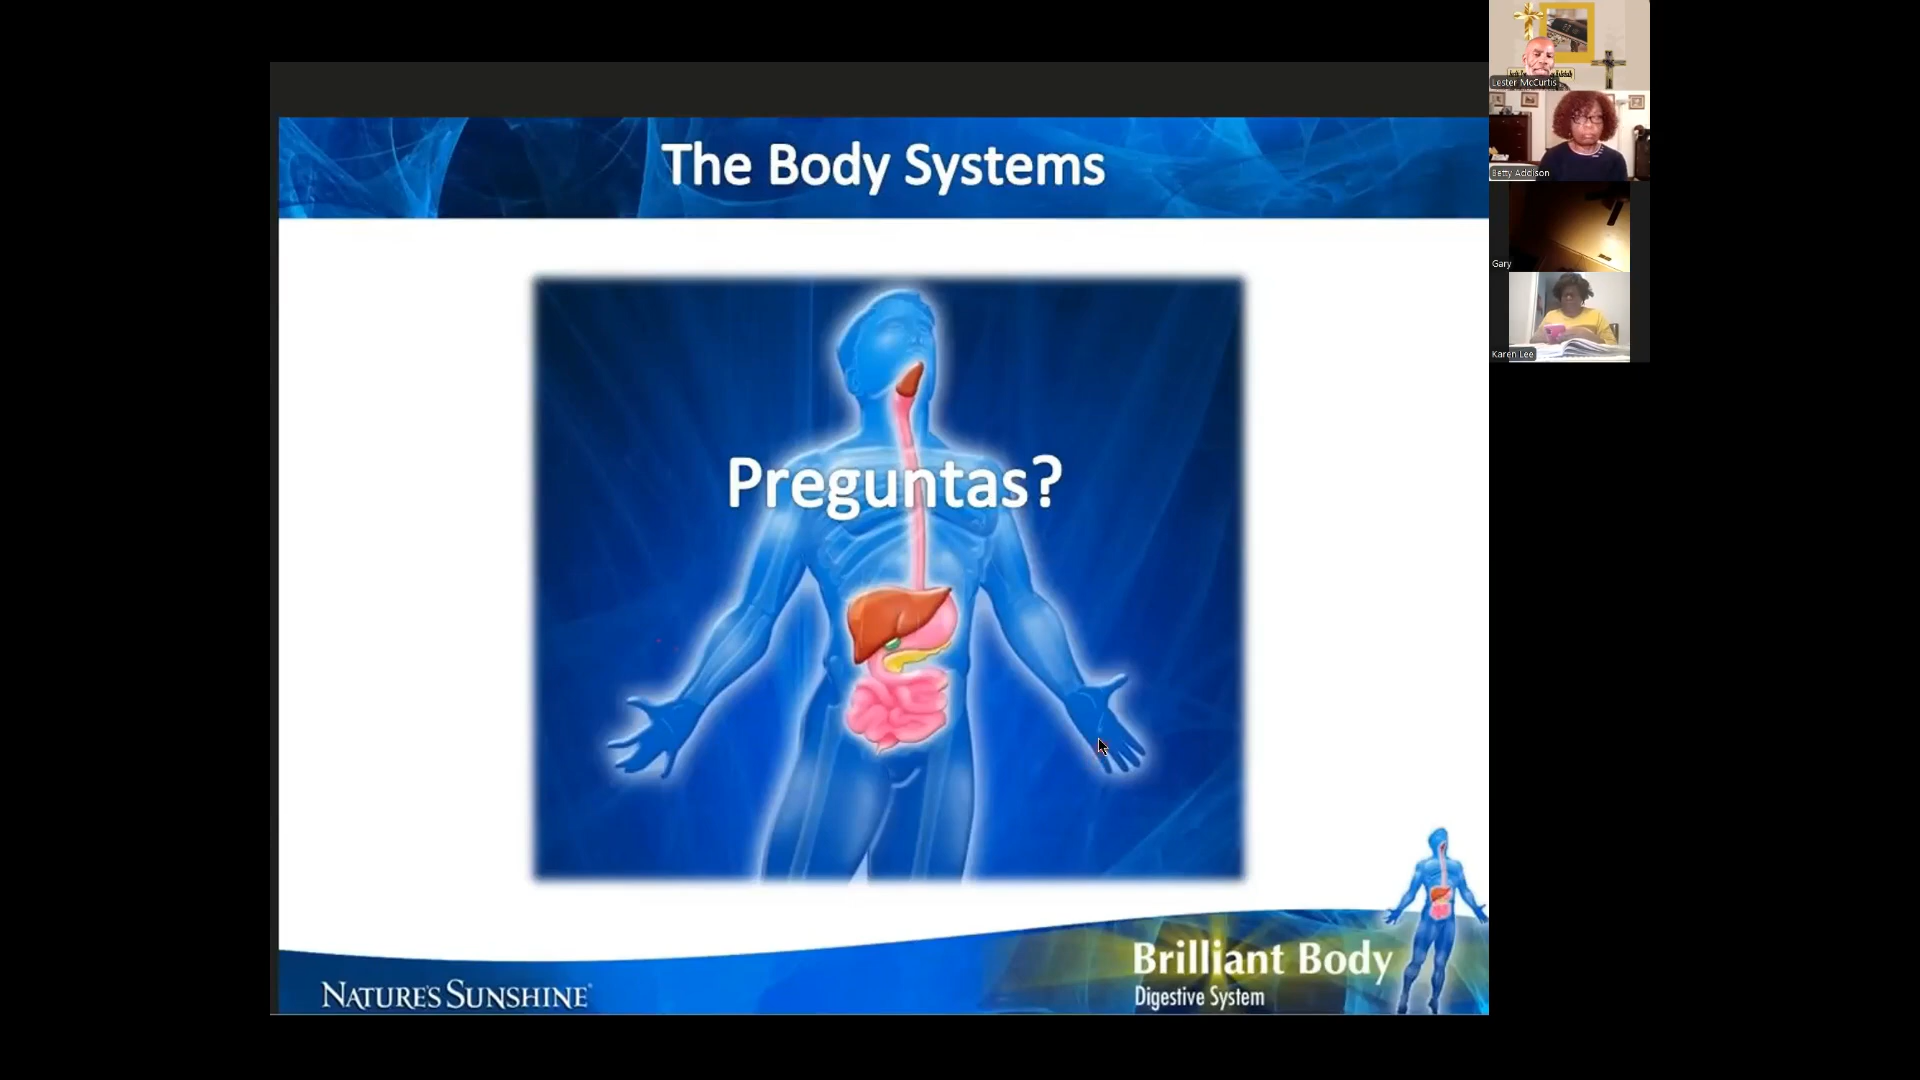 The Body Systems
Preguntas?
Brilliant Body
Digestive System
NATURE'S SUNSHINE
Lester McCurtis
Betty Addison
Gary
Karen Lee